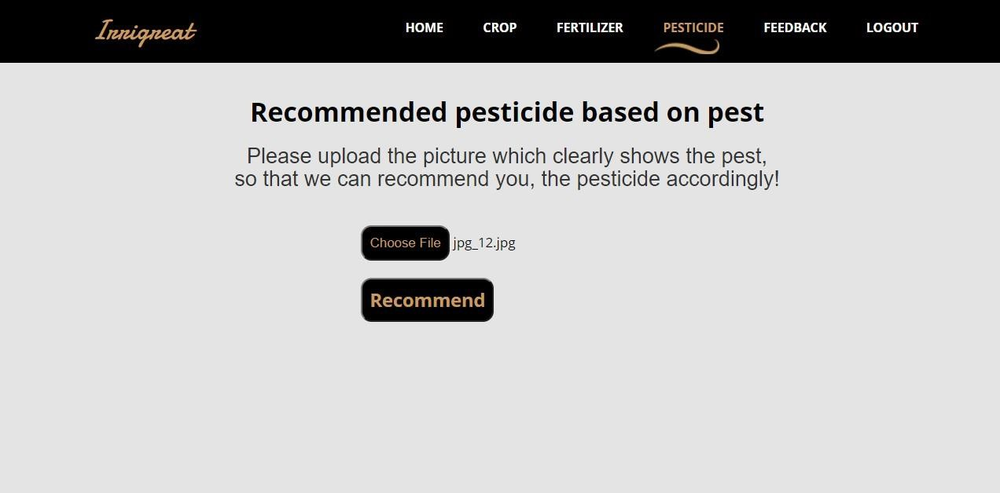 Irrigreat
HOME CROP FERTILIZER PESTICIDE FEEDBACK LOGOUT
Recommended pesticide based on pest
Please upload the picture which clearly shows the pest,
so that we can recommend you, the pesticide accordingly!
Choose File jpg_12.jpg
Recommend